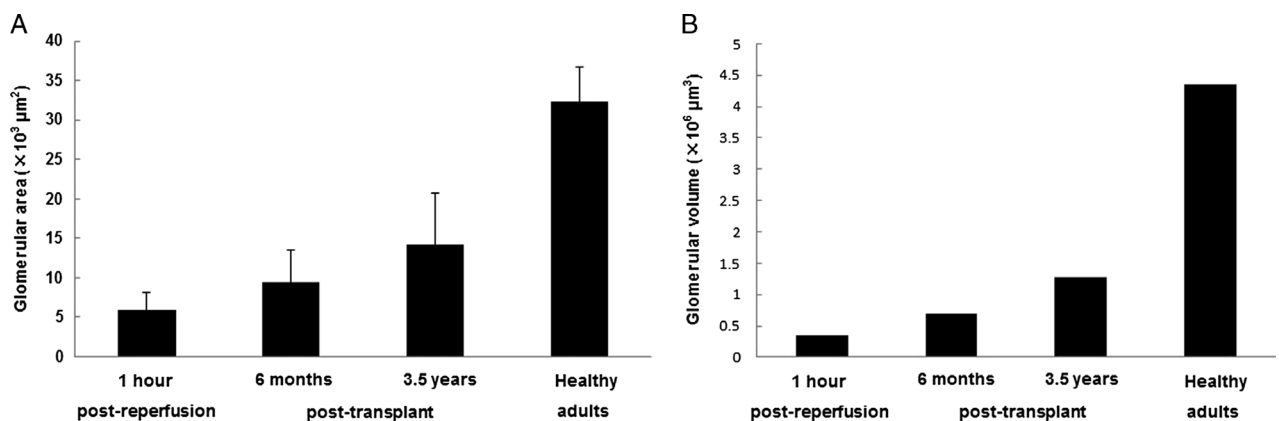 A
Glomerular area (×10³ μm²)
40
35
30
25
20
15
10
5
0
1 hour
6 months
3.5 years
Healthy
post-reperfusion
post-transplant
adults
B
Glomerular volume (×10⁶ μm³)
5
4.5
4
3.5
3
2.5
2
1.5
1
0.5
0
1 hour
6 months
3.5 years
Healthy
post-reperfusion
post-transplant
adults